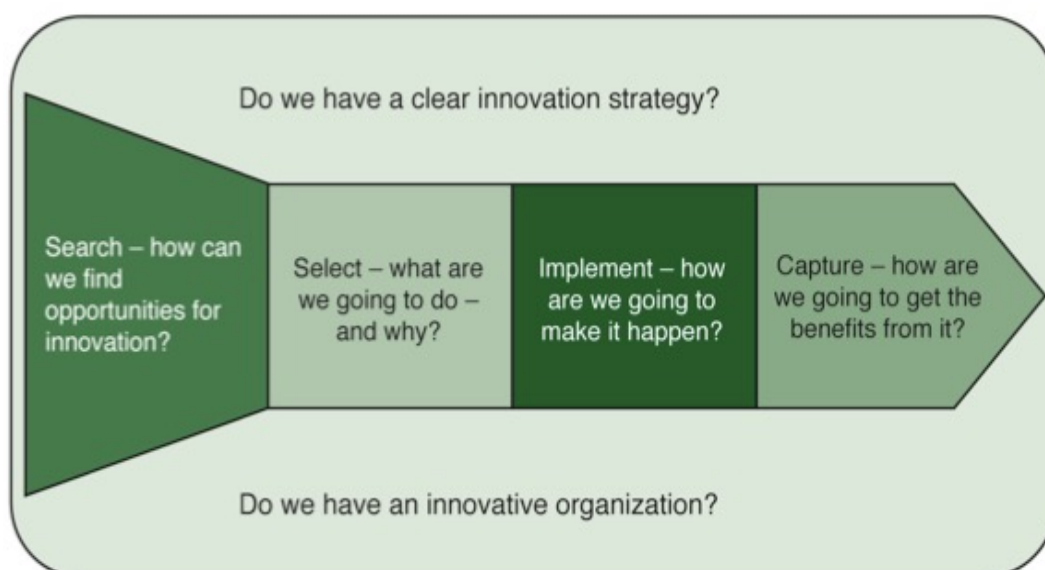 Do we have a clear innovation strategy?
Search – how can
we find
opportunities for
innovation?
Select – what are
we going to do –
and why?
Implement – how
are we going to
make it happen?
Capture – how are
we going to get the
benefits from it?
Do we have an innovative organization?